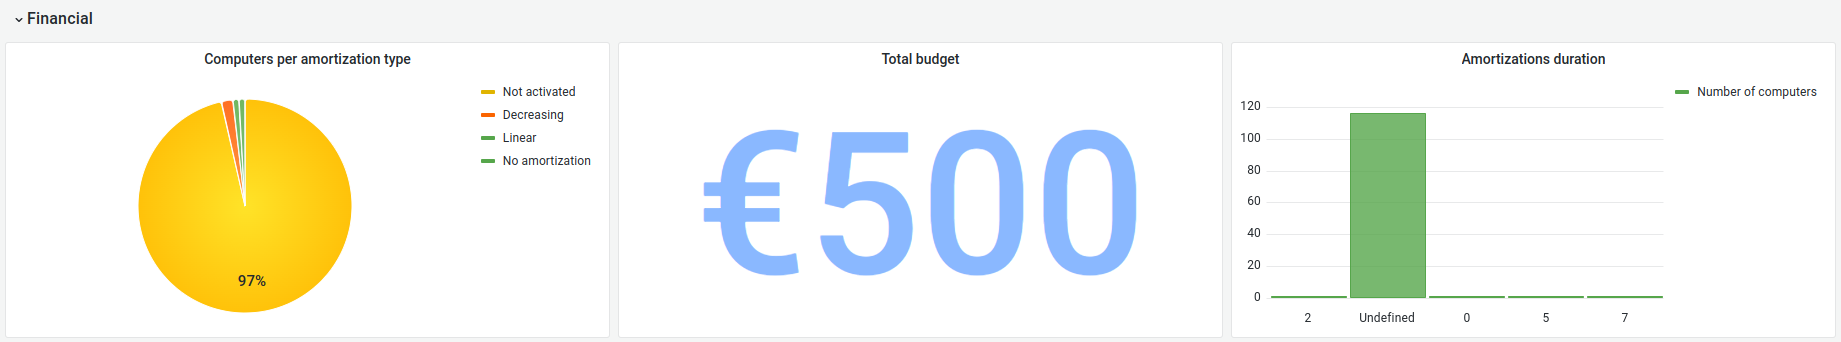 Financial
Computers per amortization type
Not activated
Decreasing
Linear
No amortization
97%
Total budget
€500
Amortizations duration
Number of computers
120
100
80
60
40
20
0
2 Undefined 0 5 7